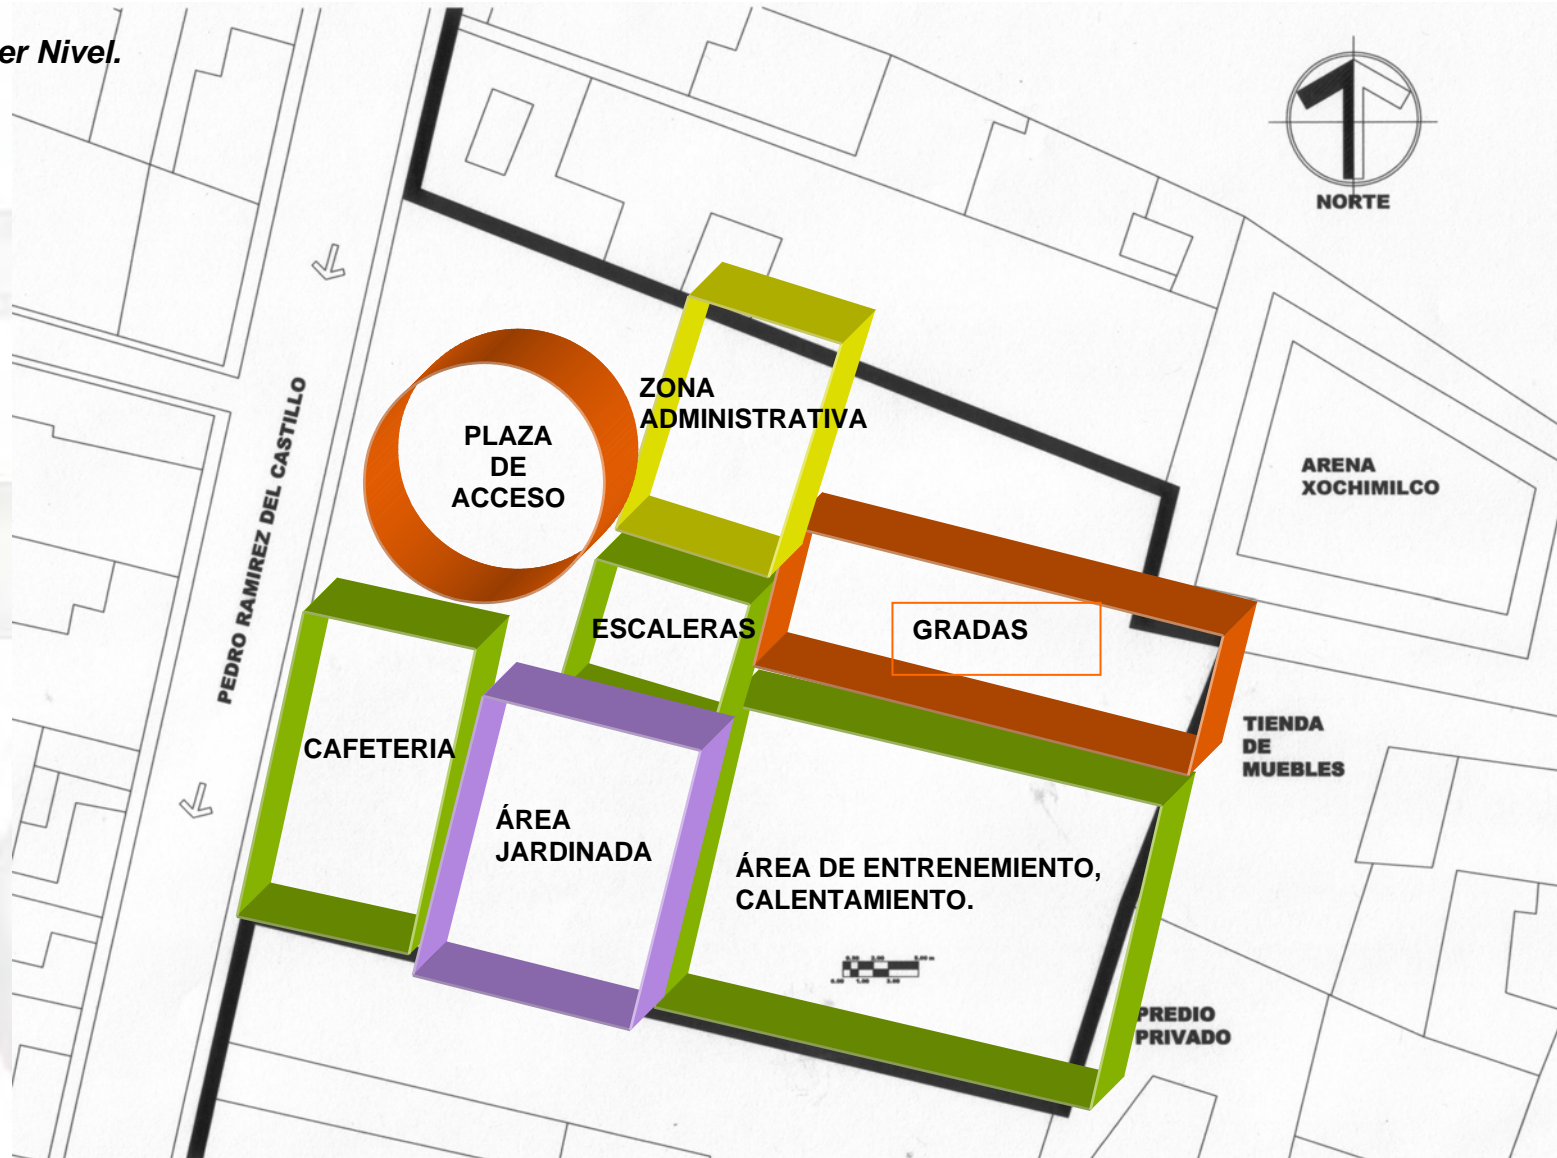 er Nivel.
NORTE
ZONA
ADMINISTRATIVA
PLAZA
DE
ACCESO
PEDRO RAMIREZ DEL CASTILLO
ARENA
XOCHIMILCO
ESCALERAS
GRADAS
TIENDA
DE
MUEBLES
CAFETERIA
ÁREA
JARDINADA
ÁREA DE ENTRENEMIENTO,
CALENTAMIENTO.
PREDIO
PRIVADO